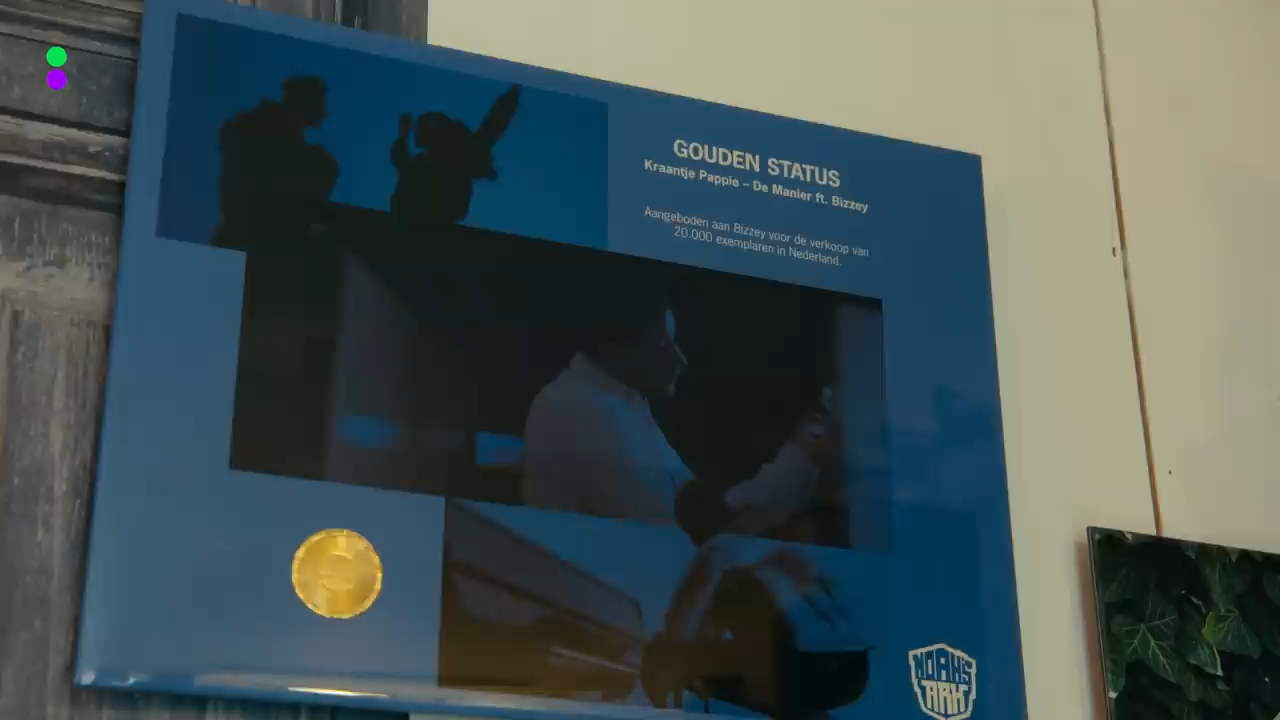 GOUDEN STATUS
Kraantje Pappie – De Manier ft. Bizzey
Aangeboden aan Bizzey voor de verkoop van
20.000 exemplaren in Nederland.
NOAH'S
ARK